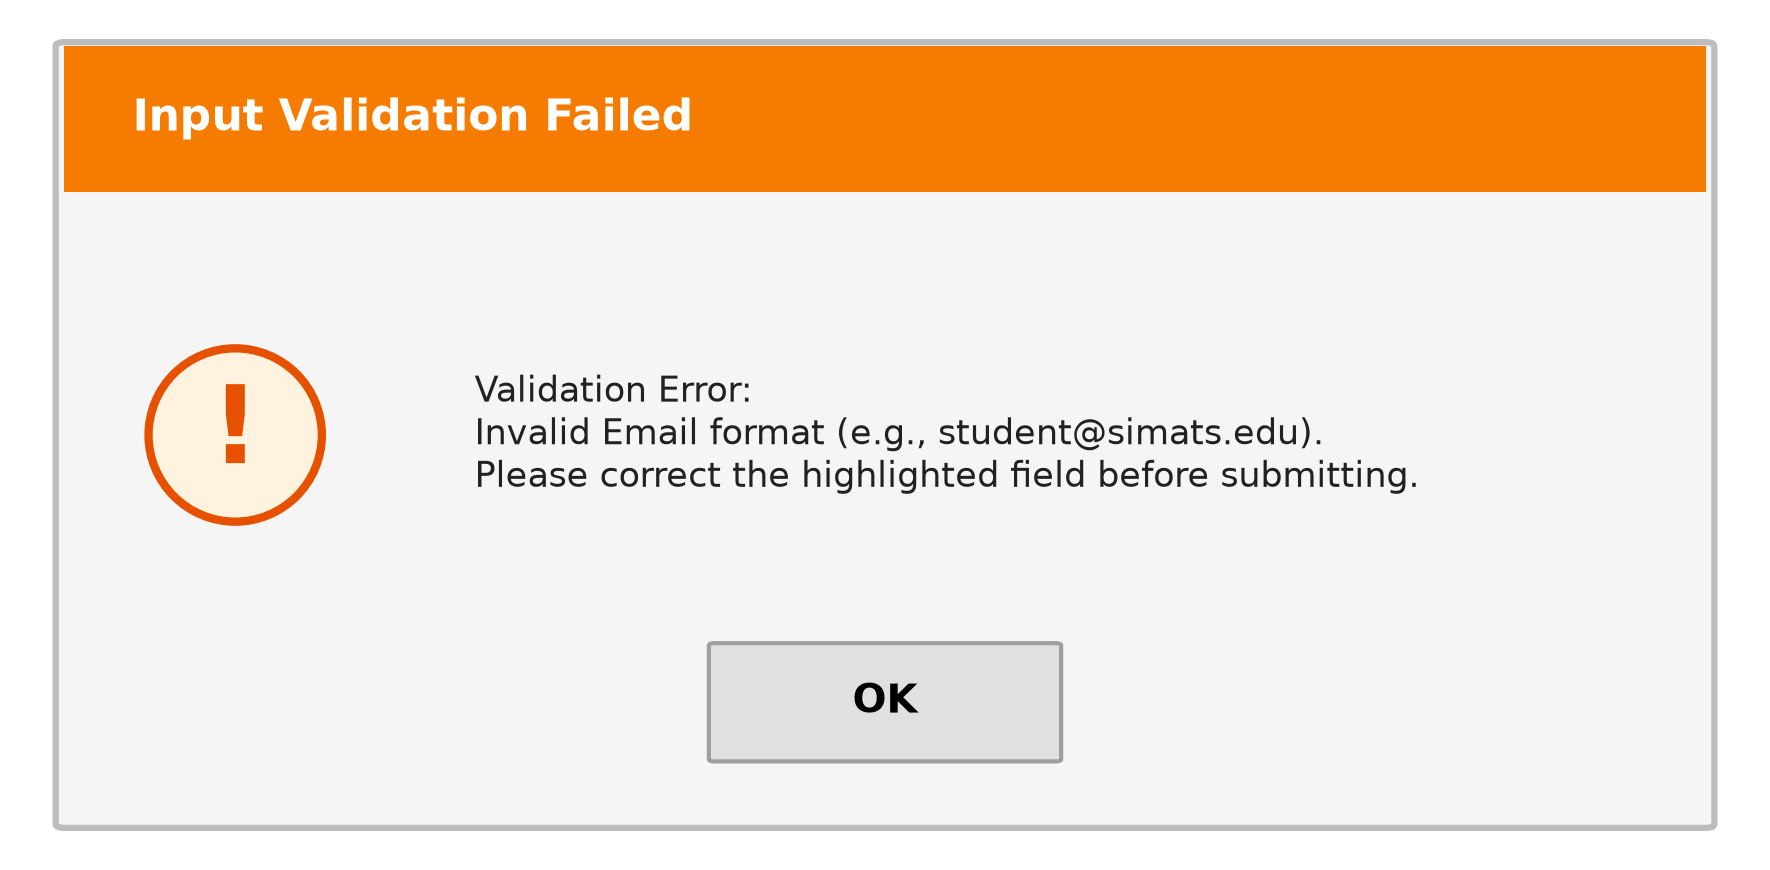 Input Validation Failed
!
Validation Error:
Invalid Email format (e.g., student@simats.edu).
Please correct the highlighted field before submitting.
OK